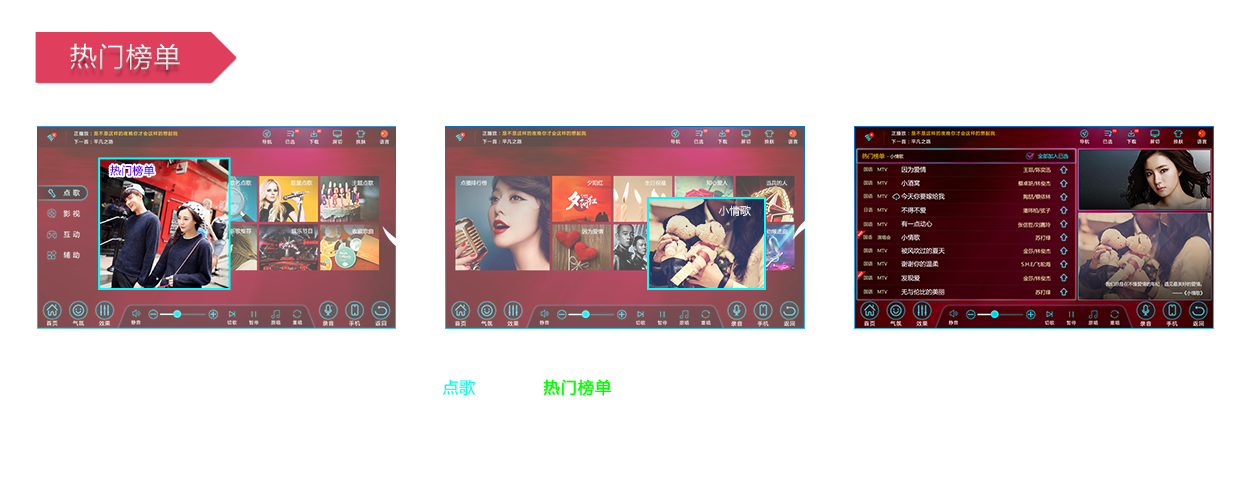 热门榜单
正播放：是不是这样的夜晚你才会这样的想起我
下一首：平凡之路
导航 已选 下载 屏切 换肤 语言
热门榜单
点歌
影视
互动
辅助
主题点歌
歌星点歌
娱乐节目
首页 气氛 效果 静音 切歌 暂停 原唱 重唱 录音 手机 返回
正播放：是不是这样的夜晚你才会这样的想起我
下一首：平凡之路
导航 已选 下载 屏切 换肤 语言
点播排行榜
夕阳红
生日祝福
知心爱人
当兵的人
因为爱情
小情歌
首页 气氛 效果 静音 切歌 暂停 原唱 重唱 录音 手机 返回
正播放：是不是这样的夜晚你才会这样的想起我
下一首：平凡之路
导航 已选 下载 屏切 换肤 语言
热门榜单 - 小情歌 全部加入已选
国语 MTV 因为爱情 王菲/陈奕迅
国语 MTV 小酒窝 蔡卓妍/林俊杰
国语 MTV 今天你要嫁给我 陶喆/蔡依林
日语 MTV 不得不爱 潘玮柏/弦子
国语 MTV 有一点动心 张信哲/刘嘉玲
国语 演唱会 小情歌 苏打绿
国语 MTV 被风吹过的夏天 金莎/林俊杰
国语 MTV 谢谢你的温柔 S.H.E/飞轮海
国语 MTV 发现爱 金莎/林俊杰
国语 MTV 无与伦比的美丽 苏打绿
——《小情歌》
首页 气氛 效果 静音 切歌 暂停 原唱 重唱 录音 手机 返回
点歌 热门榜单